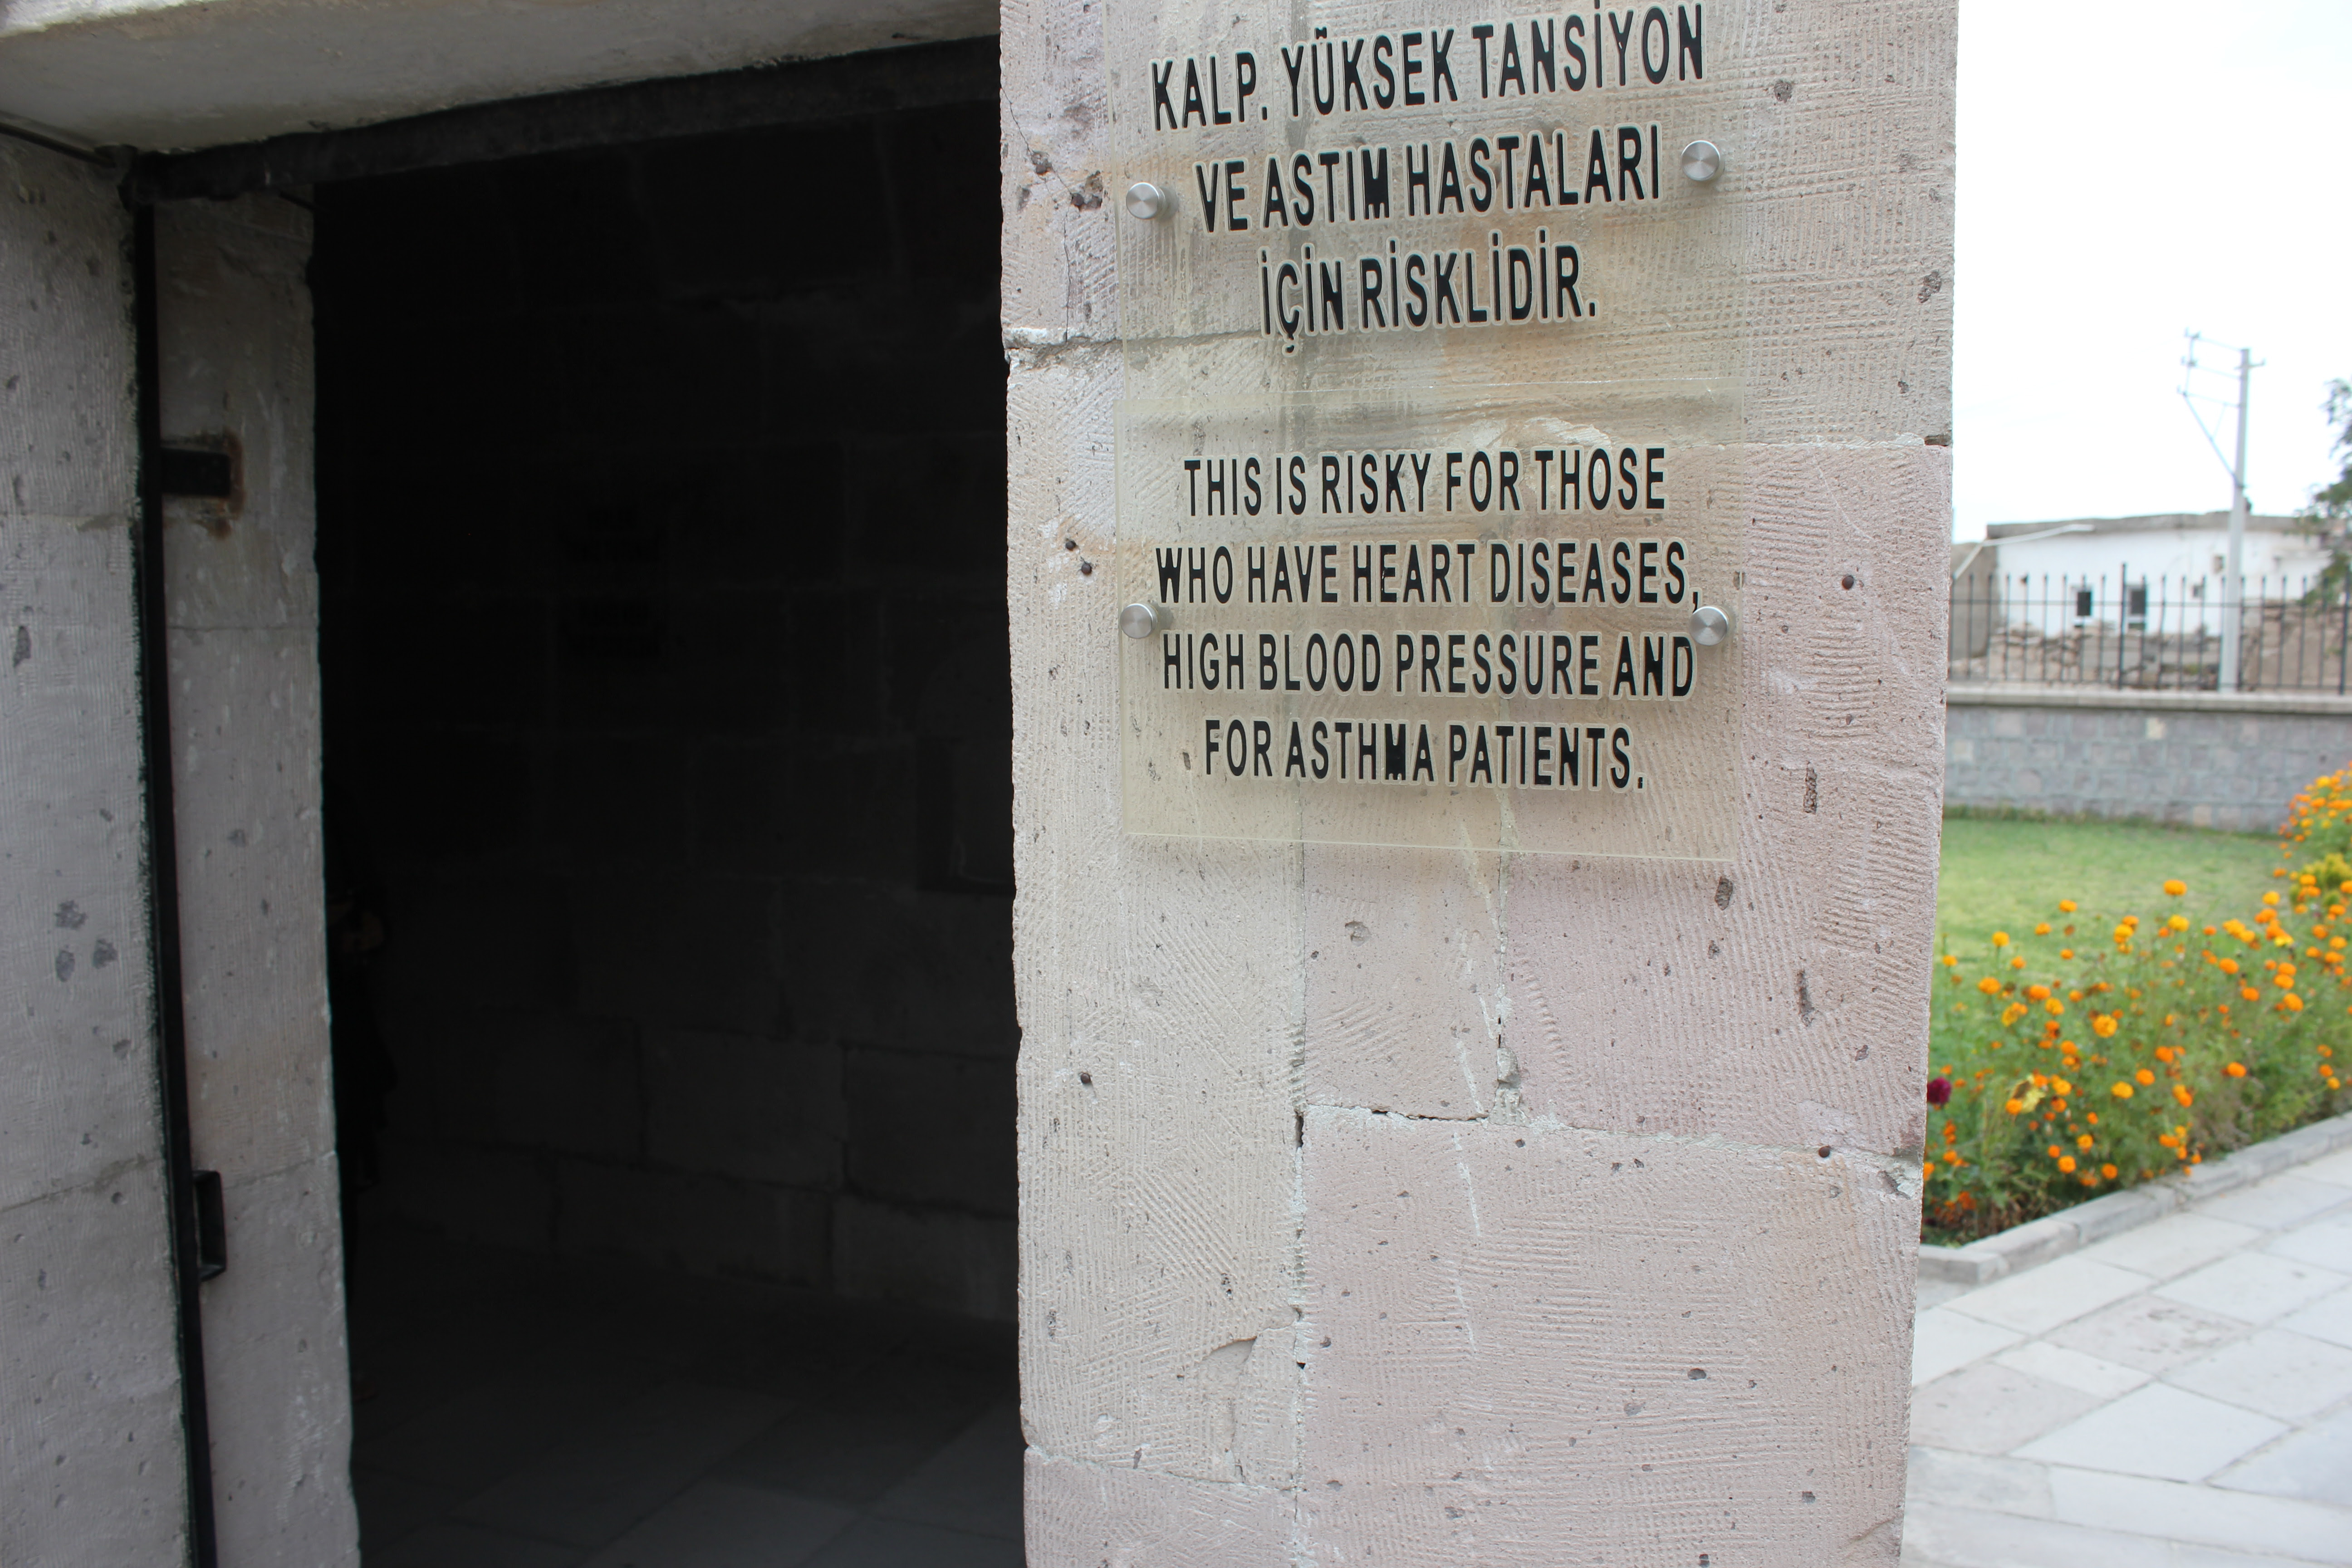 KALP. YÜKSEK TANSİYON
VE ASTIM HASTALARI
İÇİN RİSKLİDİR.
THIS IS RISKY FOR THOSE
WHO HAVE HEART DISEASES,
HIGH BLOOD PRESSURE AND
FOR ASTHMA PATIENTS.